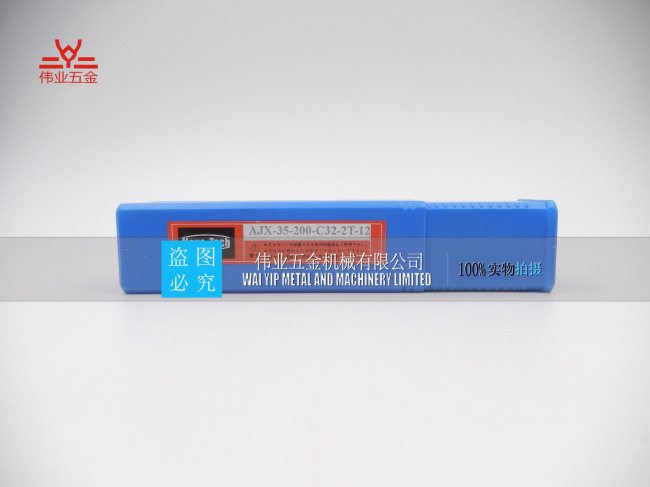 伟业五金
AJX-35-200-C32-2T-12
盗图
必究
伟业五金机械有限公司
WAI YIP METAL AND MACHINERY LIMITED
100%实物拍摄